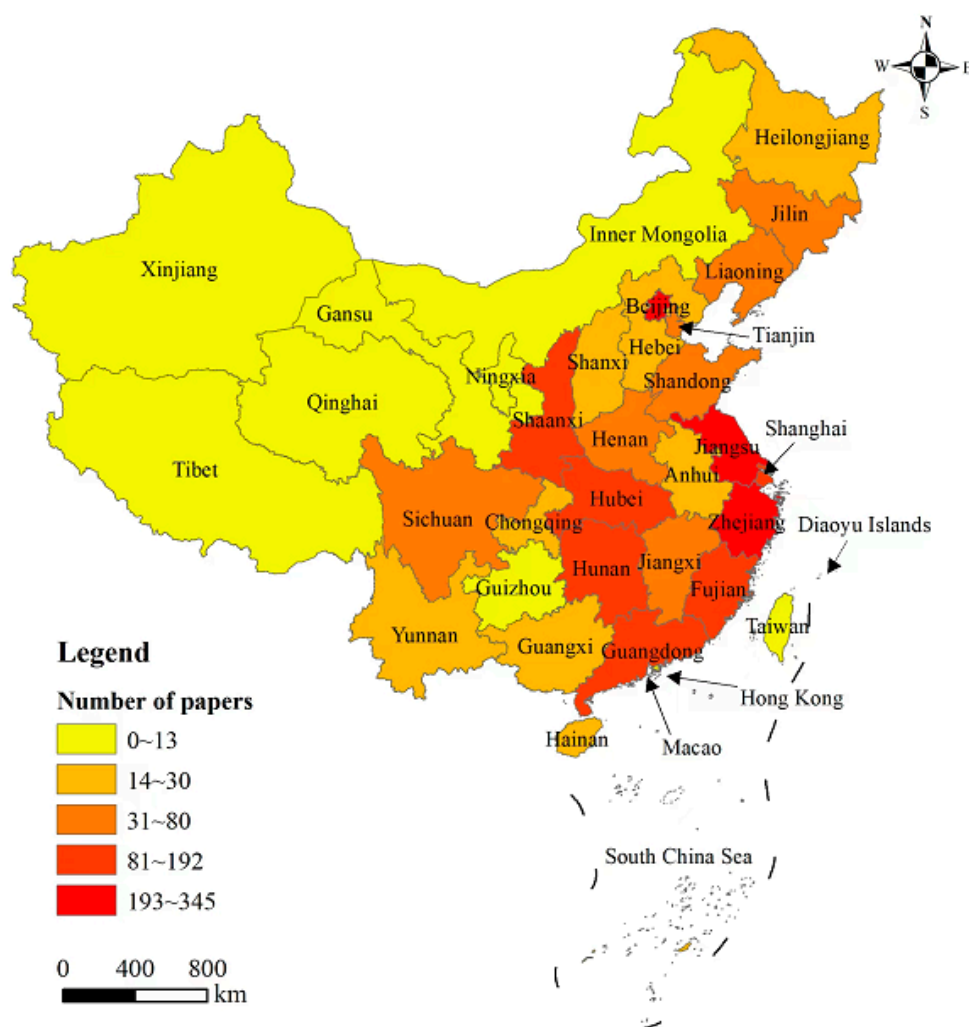 N
W E
S
Heilongjiang
Jilin
Inner Mongolia
Liaoning
Xinjiang
Gansu
Beijing
Tianjin
Hebei
Shanxi
Ningxia
Shandong
Qinghai
Shaanxi
Henan
Jiangsu
Shanghai
Tibet
Anhui
Hubei
Sichuan
Chongqing
Zhejiang
Diaoyu Islands
Hunan
Jiangxi
Guizhou
Fujian
Taiwan
Yunnan
Guangxi
Guangdong
Hong Kong
Hainan
Macao
South China Sea
Legend
Number of papers
0~13
14~30
31~80
81~192
193~345
0 400 800
km